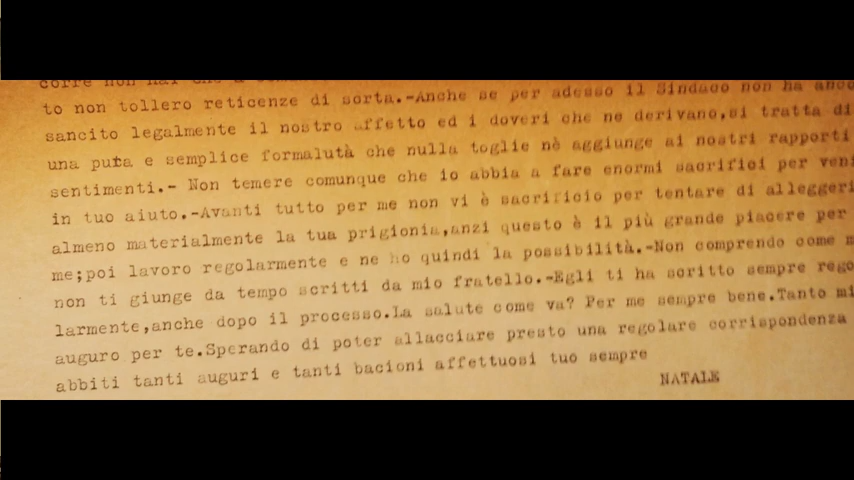 corre non hai che a
to non tollero reticenze di sorta.-Anche se per adesso il Sindaco non ha anco
sancito legalmente il nostro affetto ed i doveri che ne derivano,si tratta di
una pura e semplice formalutà che nulla toglie nè aggiunge ai nostri rapporti
sentimenti.- Non temere comunque che io abbia a fare enormi sacrifici per veni
in tuo aiuto.-Avanti tutto per me non vi è sacrificio per tentare di alleggeri
almeno materialmente la tua prigionia,anzi questo è il più grande piacere per
me;poi lavoro regolarmente e ne ho quindi la possibilità.-Non comprendo come m
non ti giunge da tempo scritti da mio fratello.-Egli ti ha scritto sempre rego
larmente,anche dopo il processo.La salute come va? Per me sempre bene.Tanto mi
auguro per te.Sperando di poter allacciare presto una regolare corrispondenza
abbiti tanti auguri e tanti bacioni affettuosi tuo sempre
NATALE